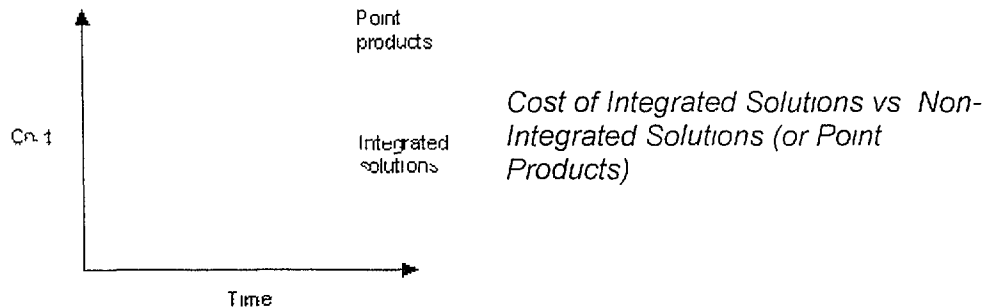 Point
products
Cost of Integrated Solutions vs Non-
Integrated Solutions (or Point
Products)
Integrated
solutions
Time